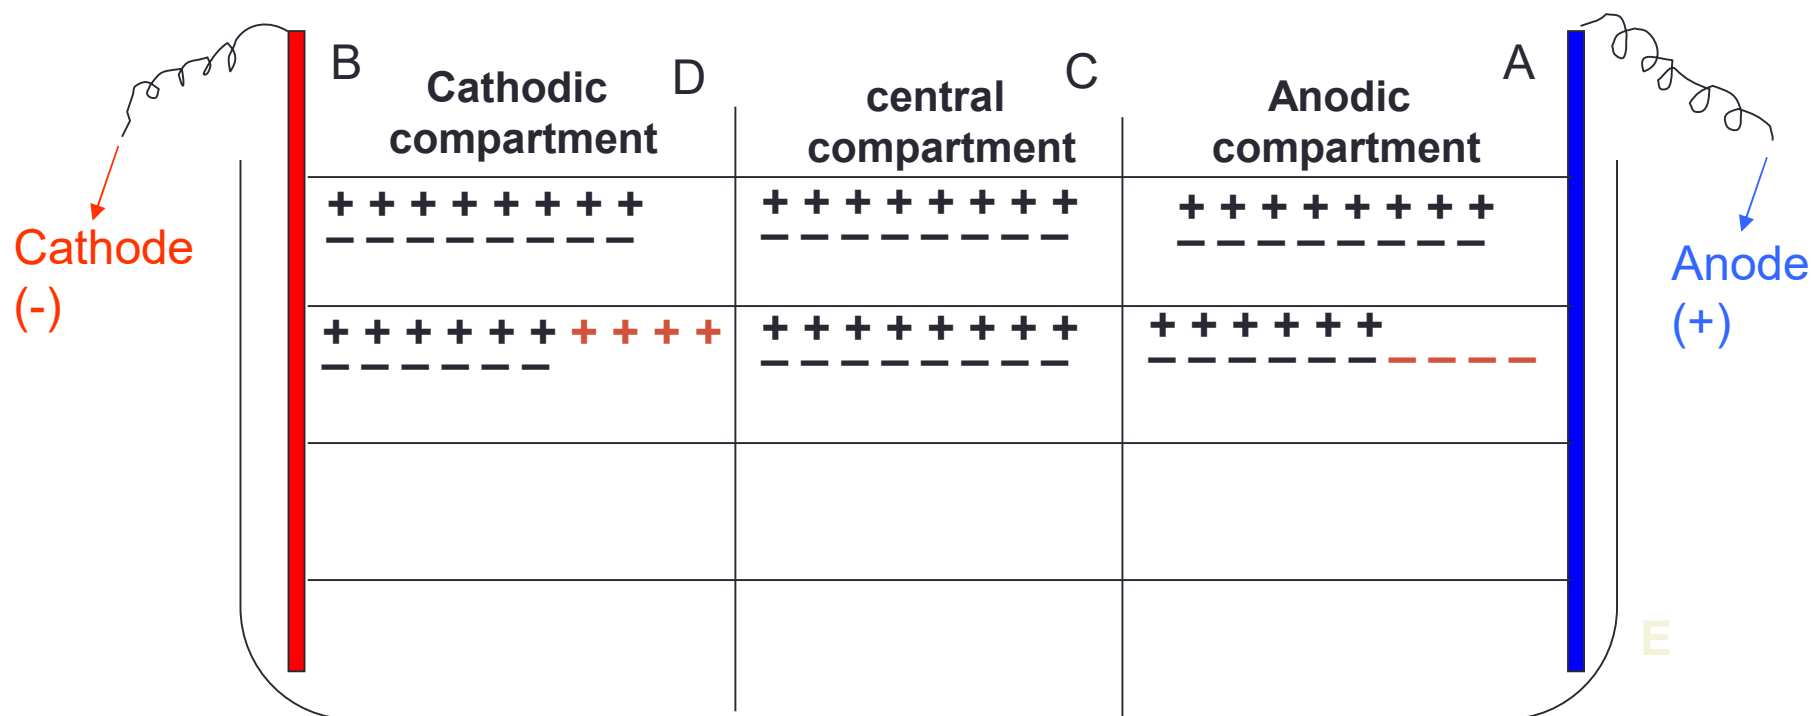 B
Cathodic
compartment
D
central
compartment
C
Anodic
compartment
A
+ + + + + + + +
– – – – – – – –
+ + + + + + + +
– – – – – – – –
+ + + + + + + +
– – – – – – – –
Cathode
(-)
Anode
(+)
+ + + + + + + + + +
– – – – – –
+ + + + + + + +
– – – – – – – –
+ + + + + +
– – – – – – – – – –
E